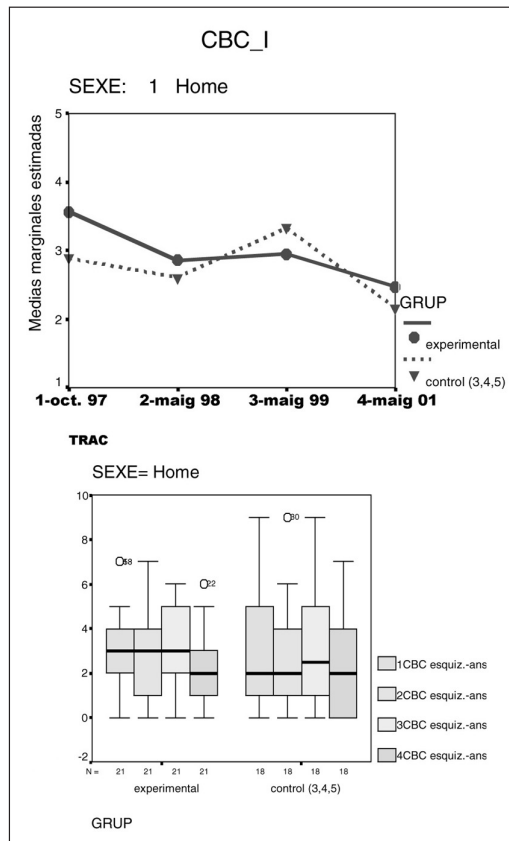 CBC_I
SEXE: 1 Home
Medias marginales estimadas
5
4
3
2
1
1-oct. 97 2-maig 98 3-maig 99 4-maig 01
GRUP
experimental
control (3,4,5)
TRAC
SEXE= Home
10
8
6
4
2
0
-2
22
1CBC esquiz.-ans
2CBC esquiz.-ans
3CBC esquiz.-ans
4CBC esquiz.-ans
N = 21 21 21 21 18 18 18 18
experimental control (3,4,5)
GRUP